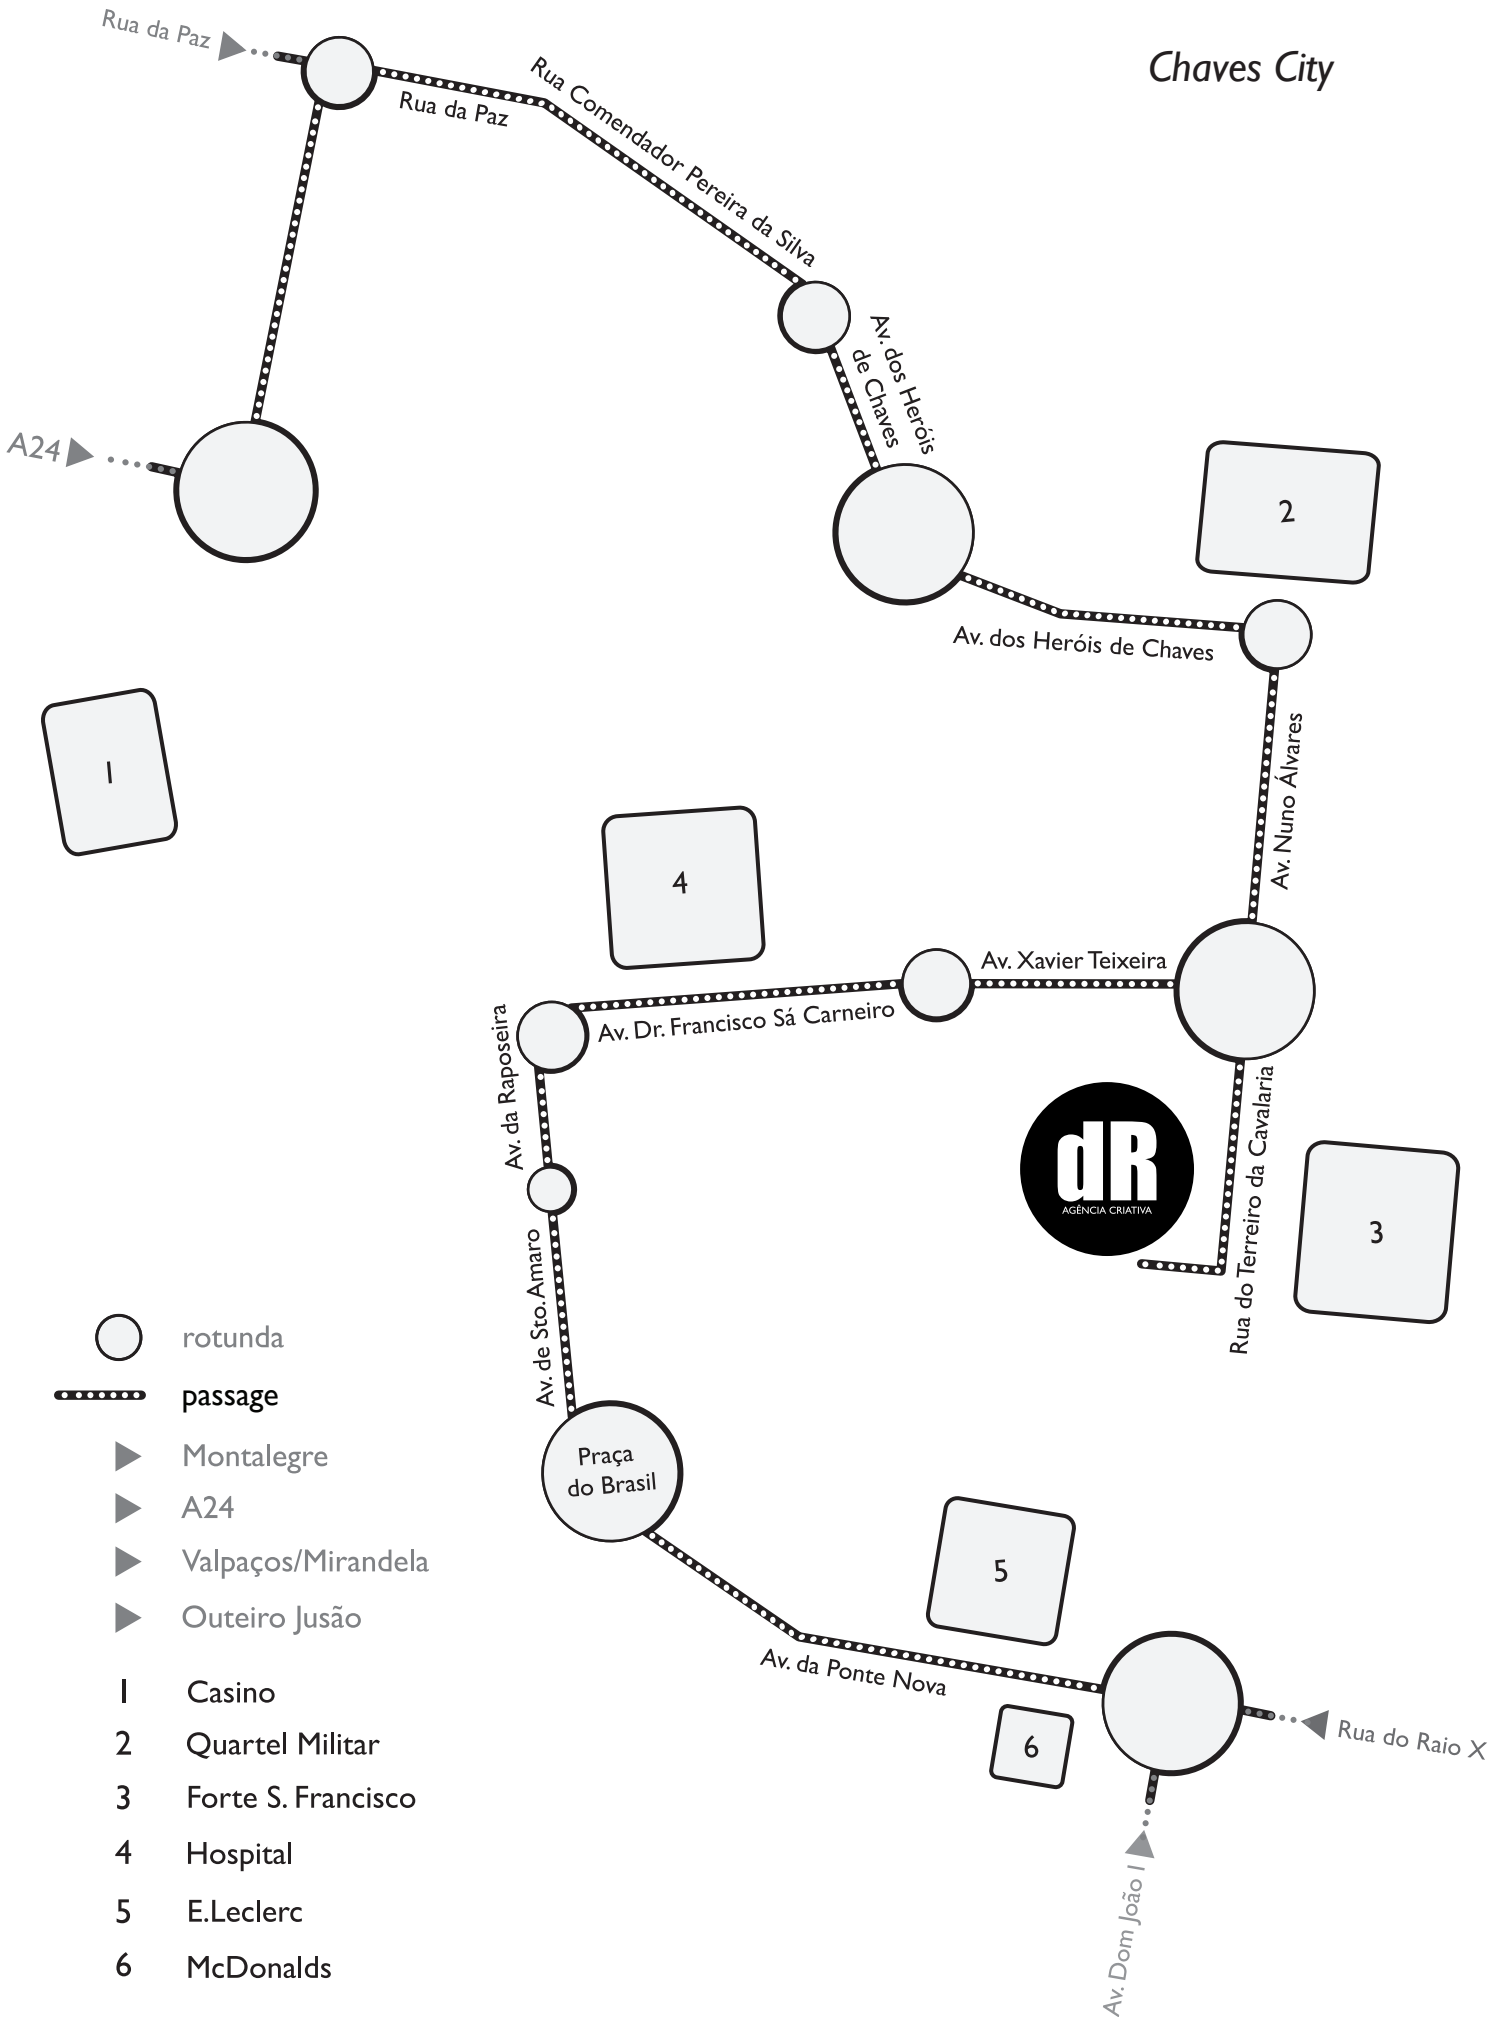 Chaves City
Rua da Paz
Rua da Paz
Rua Comendador Pereira da Silva
Av. dos Heróis
de Chaves
A24
2
Av. dos Heróis de Chaves
1
Av. Nuno Álvares
4
Av. Xavier Teixeira
Av. Dr. Francisco Sá Carneiro
Av. da Raposeira
dR
AGÊNCIA CRIATIVA
Rua do Terreiro da Cavalaria
3
Av. de Sto. Amaro
Praça
do Brasil
5
Av. da Ponte Nova
6
Rua do Raio X
Av. Dom João I
rotunda
passage
Montalegre
A24
Valpaços/Mirandela
Outeiro Jusão
1 Casino
2 Quartel Militar
3 Forte S. Francisco
4 Hospital
5 E.Leclerc
6 McDonalds